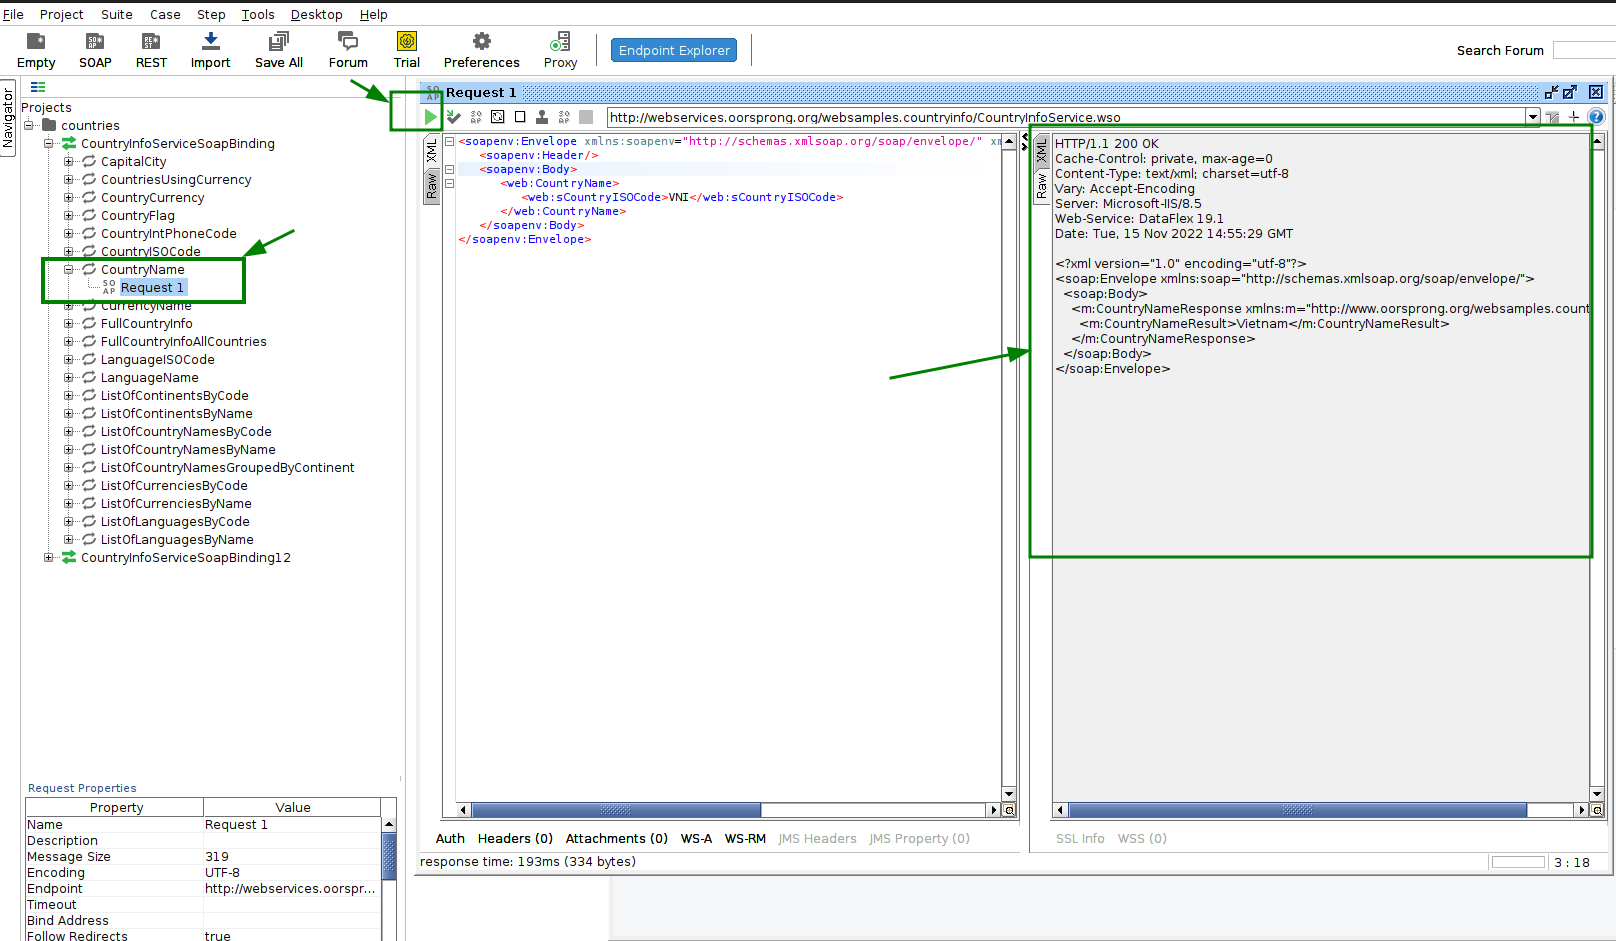 File Project Suite Case Step Tools Desktop Help
Empty SOAP REST Import Save All Forum Trial Preferences Proxy Endpoint Explorer Search Forum
Navigator
Projects
countries
CountryInfoServiceSoapBinding
CapitalCity
CountriesUsingCurrency
CountryCurrency
CountryFlag
CountryIntPhoneCode
CountryISOCode
CountryName
Request 1
CurrencyName
FullCountryInfo
FullCountryInfoAllCountries
LanguageISOCode
LanguageName
ListOfContinentsByCode
ListOfContinentsByName
ListOfCountryNamesByCode
ListOfCountryNamesByName
ListOfCountryNamesGroupedByContinent
ListOfCurrenciesByCode
ListOfCurrenciesByName
ListOfLanguagesByCode
ListOfLanguagesByName
CountryInfoServiceSoapBinding12
Request Properties
Property Value
Name Request 1
Description
Message Size 319
Encoding UTF-8
Endpoint http://webservices.oorspr...
Timeout
Bind Address
Follow Redirects true
Request 1
http://webservices.oorsprong.org/websamples.countryinfo/CountryInfoService.wso
XML
Raw
<soapenv:Envelope xmlns:soapenv="http://schemas.xmlsoap.org/soap/envelope/" xm
<soapenv:Header/>
<soapenv:Body>
<web:CountryName>
<web:sCountryISOCode>VNI</web:sCountryISOCode>
</web:CountryName>
</soapenv:Body>
</soapenv:Envelope>
XML
Raw
HTTP/1.1 200 OK
Cache-Control: private, max-age=0
Content-Type: text/xml; charset=utf-8
Vary: Accept-Encoding
Server: Microsoft-IIS/8.5
Web-Service: DataFlex 19.1
Date: Tue, 15 Nov 2022 14:55:29 GMT
<?xml version="1.0" encoding="utf-8"?>
<soap:Envelope xmlns:soap="http://schemas.xmlsoap.org/soap/envelope/">
<soap:Body>
<m:CountryNameResponse xmlns:m="http://www.oorsprong.org/websamples.count
<m:CountryNameResult>Vietnam</m:CountryNameResult>
</m:CountryNameResponse>
</soap:Body>
</soap:Envelope>
Auth Headers (0) Attachments (0) WS-A WS-RM JMS Headers JMS Property (0)
SSL Info WSS (0)
response time: 193ms (334 bytes)
3 : 18